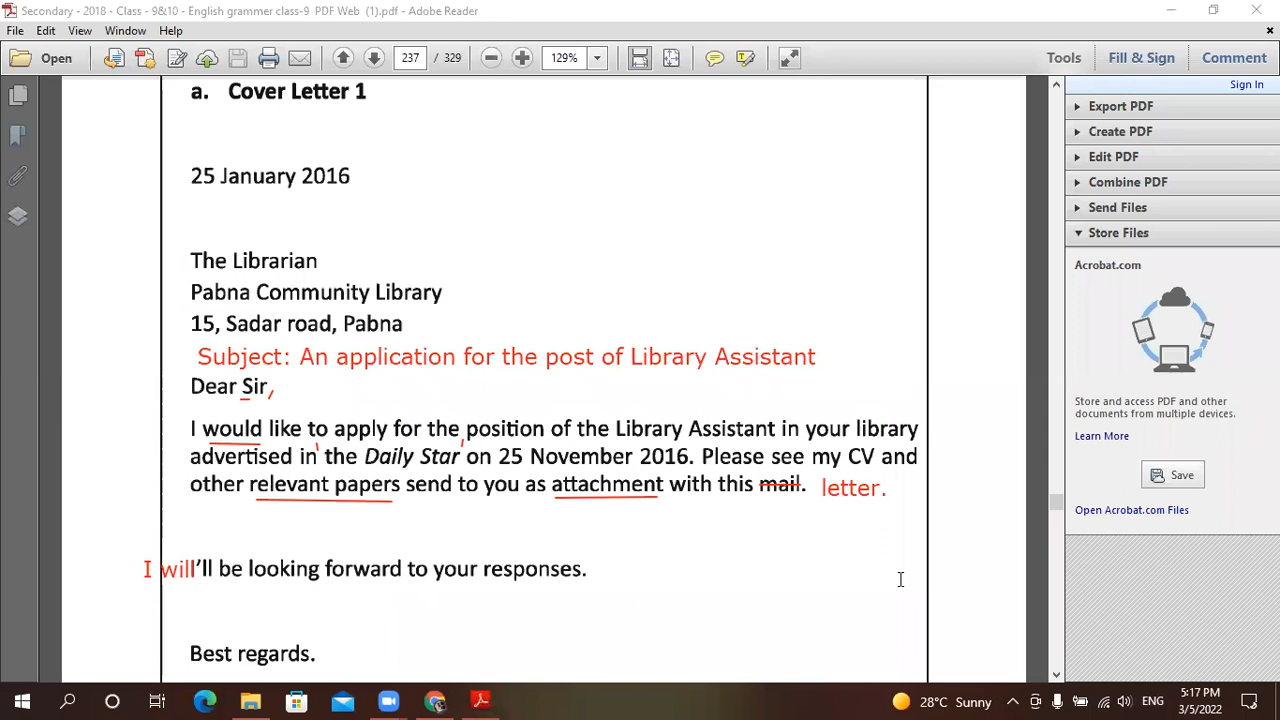 Secondary - 2018 - Class - 9&10 - English grammer class-9 PDF Web (1).pdf - Adobe Reader
File Edit View Window Help
Open 237 / 329 129% Tools Fill & Sign Comment
Sign In
a. Cover Letter 1
25 January 2016
The Librarian
Pabna Community Library
15, Sadar road, Pabna
Subject: An application for the post of Library Assistant
Dear Sir,
I would like to apply for the position of the Library Assistant in your library
advertised in the Daily Star on 25 November 2016. Please see my CV and
other relevant papers send to you as attachment with this mail. letter.
I will'll be looking forward to your responses.
Best regards.
Export PDF
Create PDF
Edit PDF
Combine PDF
Send Files
Store Files
Acrobat.com
Store and access PDF and other
documents from multiple devices.
Learn More
Save
Open Acrobat.com Files
28°C Sunny
ENG
5:17 PM
3/5/2022